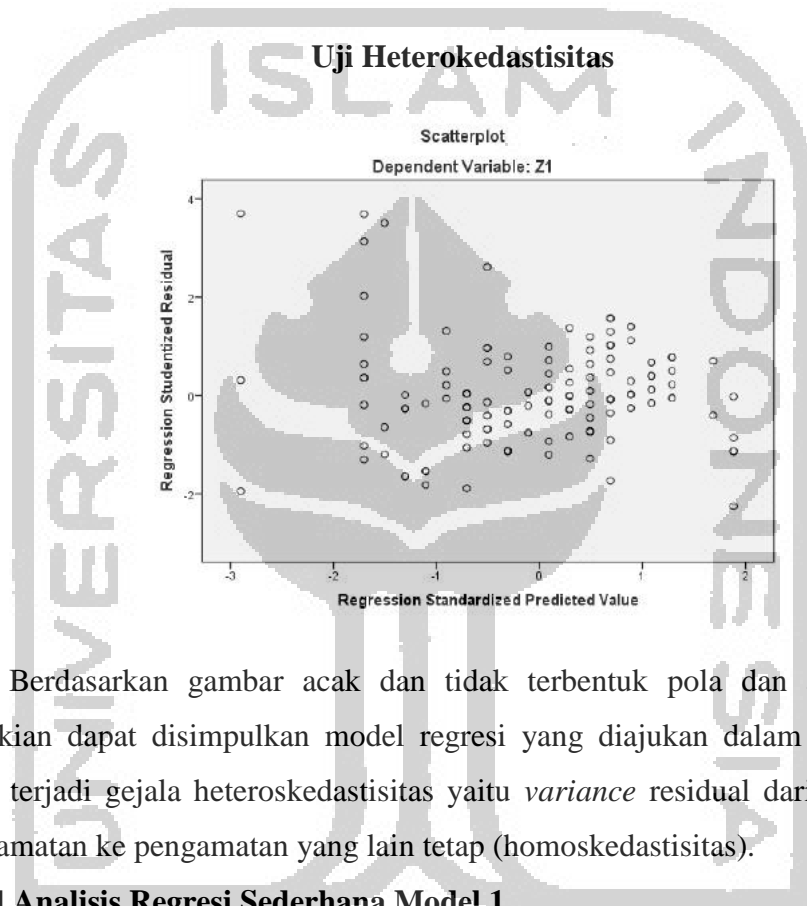 Uji Heterokedastisitas
ISLAM
UNIVERSITAS
INDONESIA
Scatterplot
Dependent Variable: Z1
Regression Studentized Residual
4
2
0
-2
-3
-2
-1
0
1
2
Regression Standardized Predicted Value
Berdasarkan gambar acak dan tidak terbentuk pola dan
kian dapat disimpulkan model regresi yang diajukan dalam
terjadi gejala heteroskedastisitas yaitu variance residual dari
amatan ke pengamatan yang lain tetap (homoskedastisitas).
Analisis Regresi Sederhana Model 1